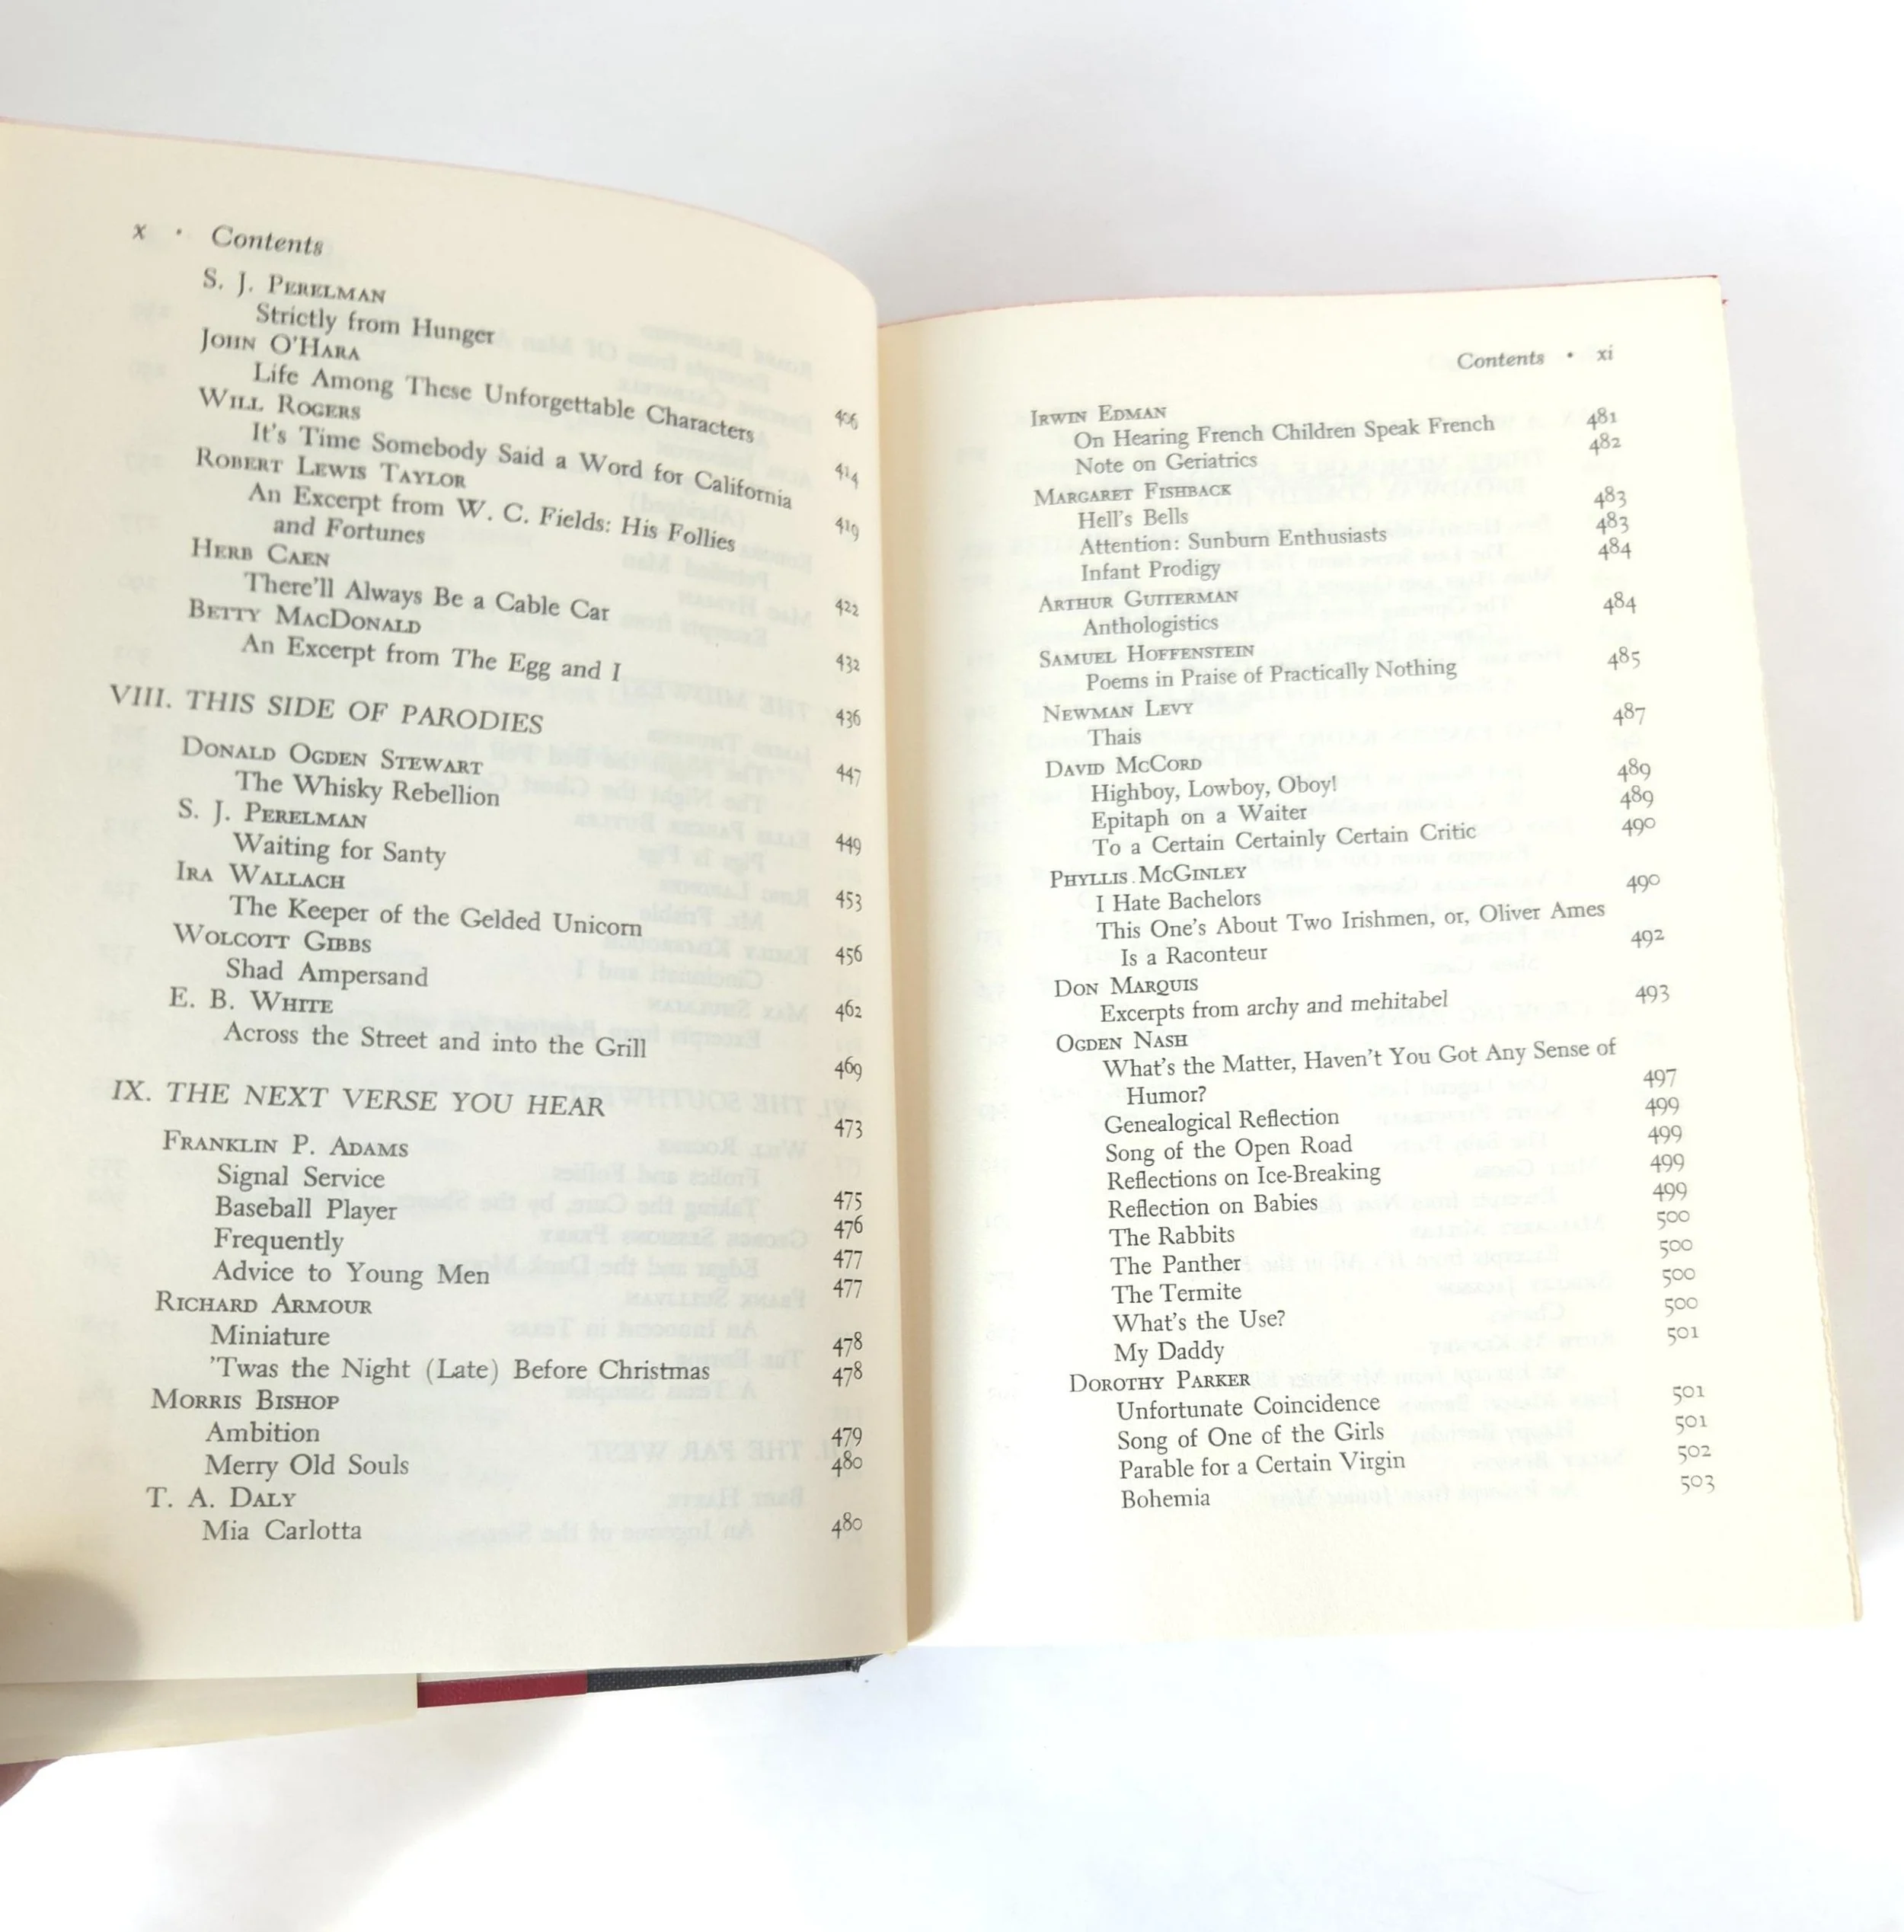 x · Contents
S. J. PERELMAN
Strictly from Hunger 406
JOHN O'HARA
Life Among These Unforgettable Characters 414
WILL ROGERS
It's Time Somebody Said a Word for California 419
ROBERT LEWIS TAYLOR
An Excerpt from W. C. Fields: His Follies
and Fortunes 422
HERB CAEN
There'll Always Be a Cable Car 432
BETTY MACDONALD
An Excerpt from The Egg and I 436
VIII. THIS SIDE OF PARODIES 447
DONALD OGDEN STEWART
The Whisky Rebellion 449
S. J. PERELMAN
Waiting for Santy 453
IRA WALLACH
The Keeper of the Gelded Unicorn 456
WOLCOTT GIBBS
Shad Ampersand 462
E. B. WHITE
Across the Street and into the Grill 469
IX. THE NEXT VERSE YOU HEAR 473
FRANKLIN P. ADAMS
Signal Service 475
Baseball Player 476
Frequently 477
Advice to Young Men 477
RICHARD ARMOUR
Miniature 478
'Twas the Night (Late) Before Christmas 478
MORRIS BISHOP
Ambition 479
Merry Old Souls 480
T. A. DALY
Mia Carlotta 480
Contents · xi
IRWIN EDMAN
On Hearing French Children Speak French 481
Note on Geriatrics 482
MARGARET FISHBACK
Hell's Bells 483
Attention: Sunburn Enthusiasts 483
Infant Prodigy 484
ARTHUR GUITERMAN
Anthologistics 484
SAMUEL HOFFENSTEIN
Poems in Praise of Practically Nothing 485
NEWMAN LEVY
Thais 487
DAVID MCCORD
Highboy, Lowboy, Oboy! 489
Epitaph on a Waiter 489
To a Certain Certainly Certain Critic 490
PHYLLIS MCGINLEY
I Hate Bachelors 490
This One's About Two Irishmen, or, Oliver Ames
Is a Raconteur 492
DON MARQUIS
Excerpts from archy and mehitabel 493
OGDEN NASH
What's the Matter, Haven't You Got Any Sense of
Humor? 497
Genealogical Reflection 499
Song of the Open Road 499
Reflections on Ice-Breaking 499
Reflection on Babies 499
The Rabbits 500
The Panther 500
The Termite 500
What's the Use? 500
My Daddy 501
DOROTHY PARKER
Unfortunate Coincidence 501
Song of One of the Girls 501
Parable for a Certain Virgin 502
Bohemia 503